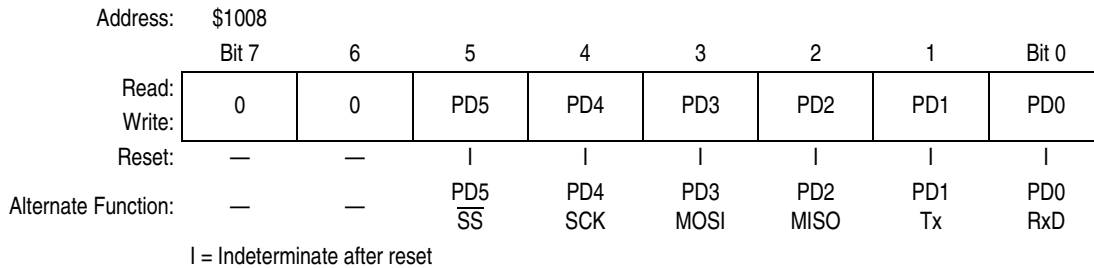 Address: $1008
Bit 7 6 5 4 3 2 1 Bit 0
Read:
Write:
0 0 PD5 PD4 PD3 PD2 PD1 PD0
Reset: — — I I I I I I
Alternate Function: — — PD5 PD4 PD3 PD2 PD1 PD0
SS SCK MOSI MISO Tx RxD
I = Indeterminate after reset